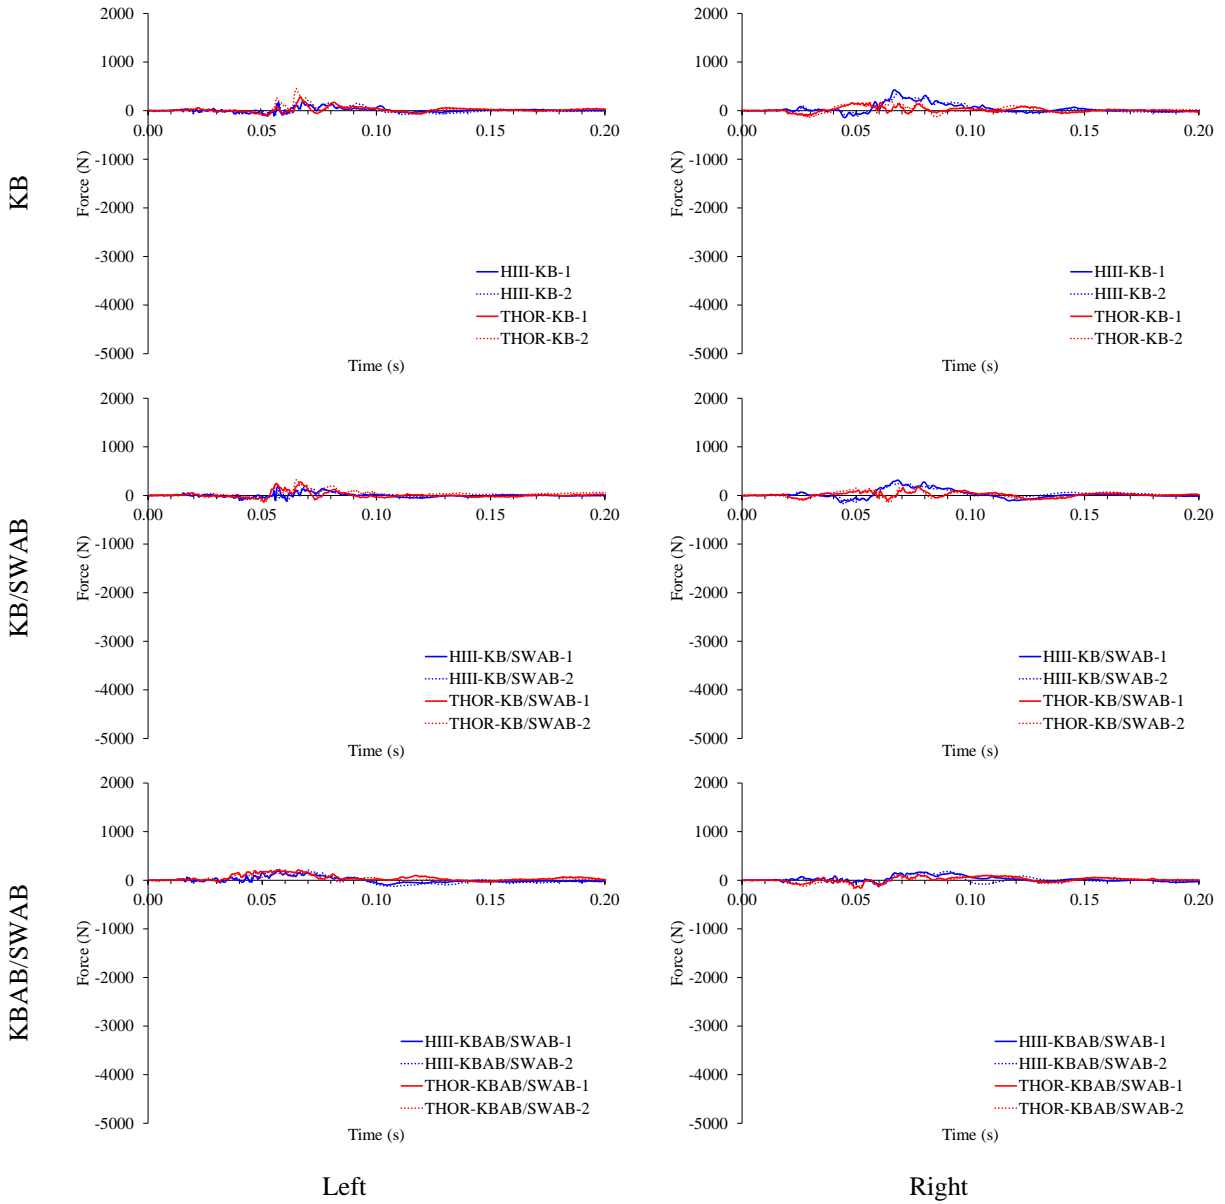 KB
2000
1000
0
-1000
-2000
-3000
-4000
-5000
0.00
0.05
0.10
0.15
0.20
Force (N)
Time (s)
HIII-KB-1
HIII-KB-2
THOR-KB-1
THOR-KB-2
2000
1000
0
-1000
-2000
-3000
-4000
-5000
0.00
0.05
0.10
0.15
0.20
Force (N)
Time (s)
HIII-KB-1
HIII-KB-2
THOR-KB-1
THOR-KB-2
KB/SWAB
2000
1000
0
-1000
-2000
-3000
-4000
-5000
0.00
0.05
0.10
0.15
0.20
Force (N)
Time (s)
HIII-KB/SWAB-1
HIII-KB/SWAB-2
THOR-KB/SWAB-1
THOR-KB/SWAB-2
2000
1000
0
-1000
-2000
-3000
-4000
-5000
0.00
0.05
0.10
0.15
0.20
Force (N)
Time (s)
HIII-KB/SWAB-1
HIII-KB/SWAB-2
THOR-KB/SWAB-1
THOR-KB/SWAB-2
KBAB/SWAB
2000
1000
0
-1000
-2000
-3000
-4000
-5000
0.00
0.05
0.10
0.15
0.20
Force (N)
Time (s)
HIII-KBAB/SWAB-1
HIII-KBAB/SWAB-2
THOR-KBAB/SWAB-1
THOR-KBAB/SWAB-2
2000
1000
0
-1000
-2000
-3000
-4000
-5000
0.00
0.05
0.10
0.15
0.20
Force (N)
Time (s)
HIII-KBAB/SWAB-1
HIII-KBAB/SWAB-2
THOR-KBAB/SWAB-1
THOR-KBAB/SWAB-2
Left
Right